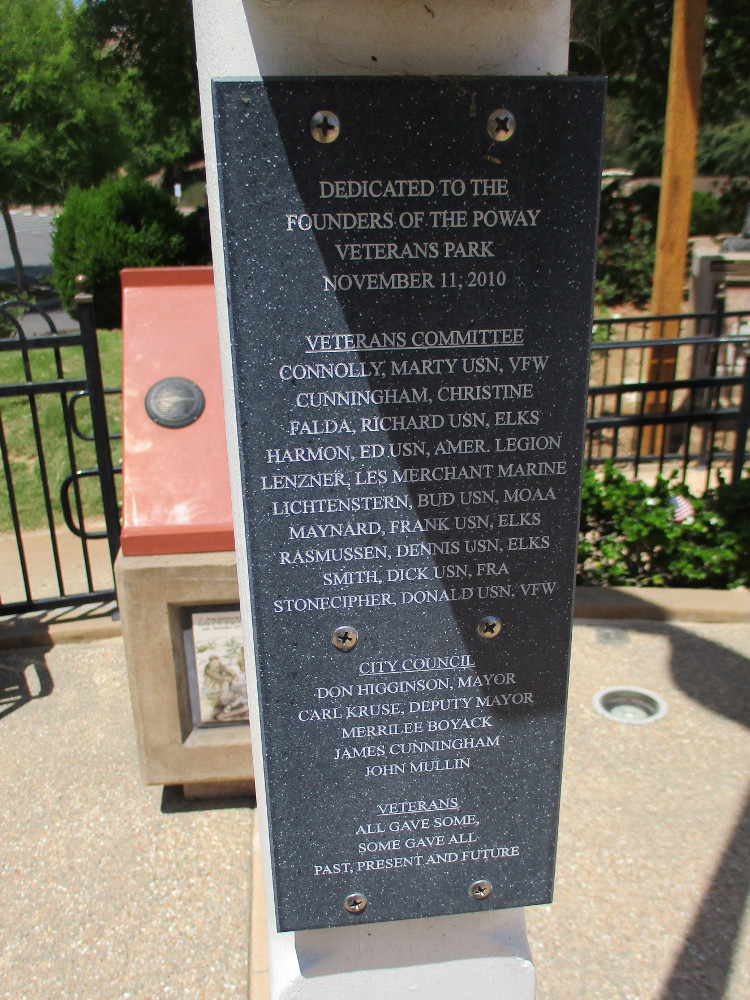 DEDICATED TO THE
FOUNDERS OF THE POWAY
VETERANS PARK
NOVEMBER 11, 2010
VETERANS COMMITTEE
CONNOLLY, MARTY USN, VFW
CUNNINGHAM, CHRISTINE
FALDA, RICHARD USN, ELKS
HARMON, ED USN, AMER. LEGION
LENZNER, LES MERCHANT MARINE
LICHTENSTERN, BUD USN, MOAA
MAYNARD, FRANK USN, ELKS
RASMUSSEN, DENNIS USN, ELKS
SMITH, DICK USN, FRA
STONECIPHER, DONALD USN, VFW
CITY COUNCIL
DON HIGGINSON, MAYOR
CARL KRUSE, DEPUTY MAYOR
MERRILEE BOYACK
JAMES CUNNINGHAM
JOHN MULLIN
VETERANS
ALL GAVE SOME,
SOME GAVE ALL
PAST, PRESENT AND FUTURE